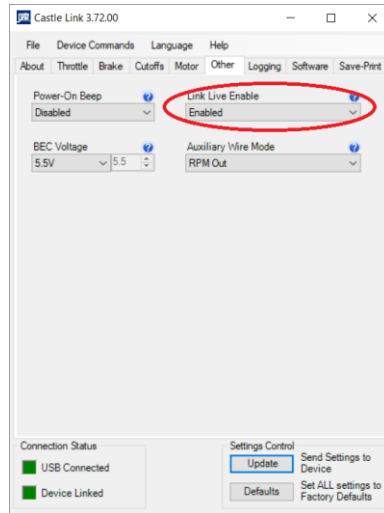 Castle Link 3.72.00
File Device Commands Language Help
About Throttle Brake Cutoffs Motor Other Logging Software Save-Print
Power-On Beep Link Live Enable
Disabled Enabled
BEC Voltage Auxiliary Wire Mode
5.5V 5.5 RPM Out
Connection Status Settings Control
USB Connected Update Send Settings to
Device
Device Linked Defaults Set ALL settings to
Factory Defaults